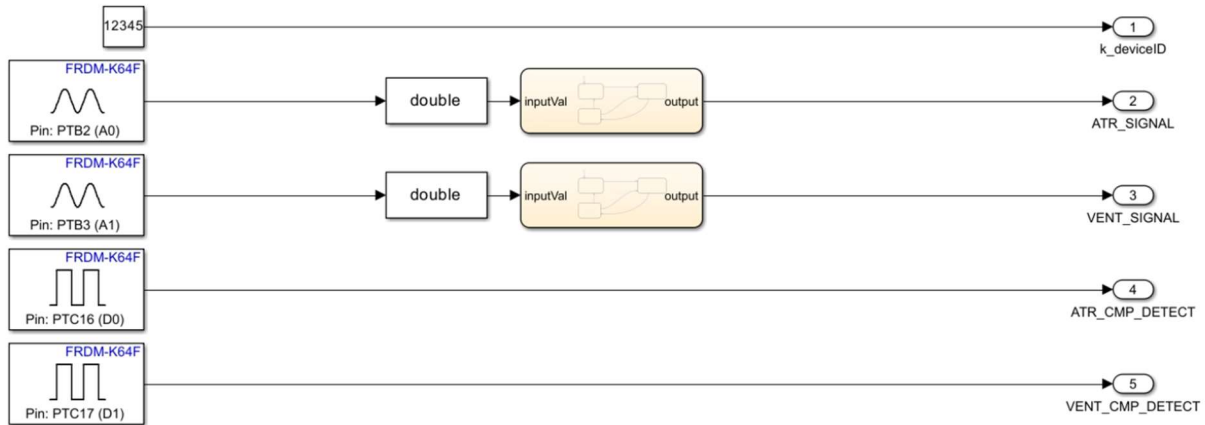 12345
1
k_deviceID
FRDM-K64F
Pin: PTB2 (A0)
double
inputVal
output
2
ATR_SIGNAL
FRDM-K64F
Pin: PTB3 (A1)
double
inputVal
output
3
VENT_SIGNAL
FRDM-K64F
Pin: PTC16 (D0)
4
ATR_CMP_DETECT
FRDM-K64F
Pin: PTC17 (D1)
5
VENT_CMP_DETECT